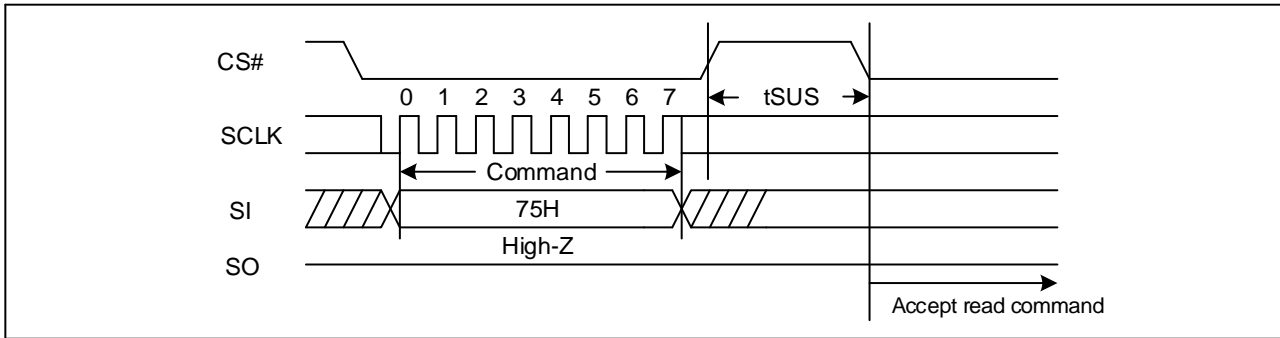 CS#
0 1 2 3 4 5 6 7
tSUS
SCLK
Command
SI
75H
High-Z
SO
Accept read command